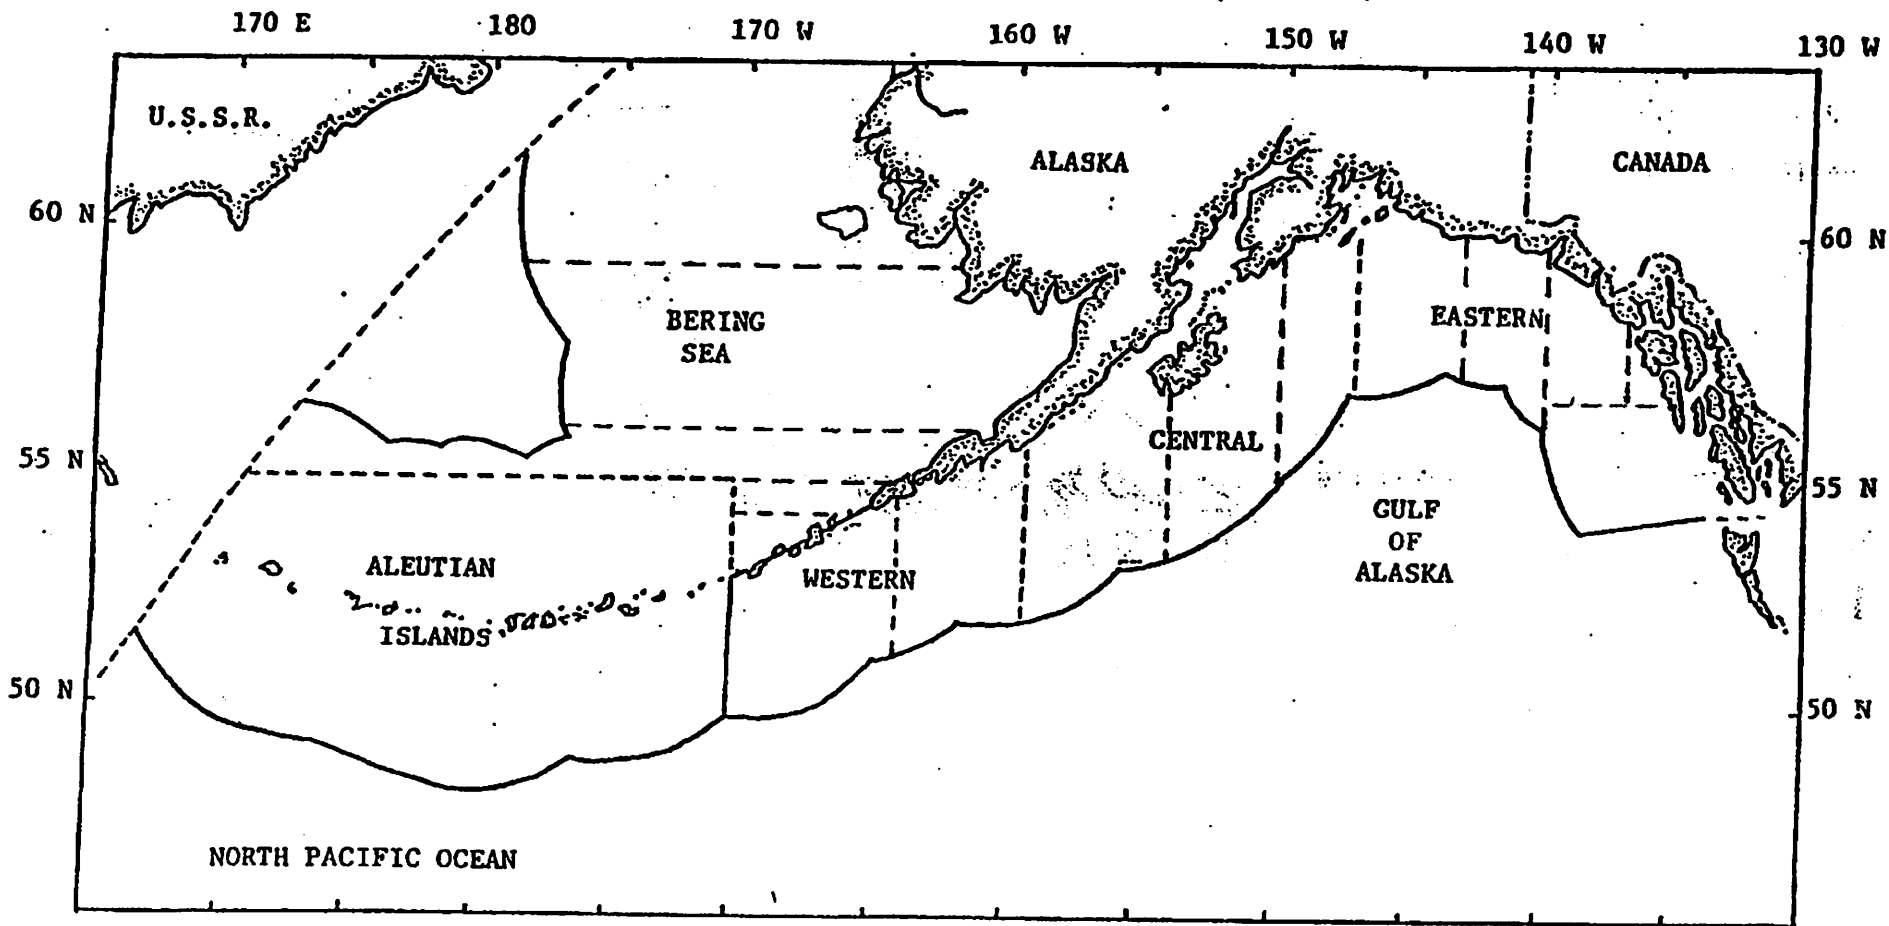 170 E 180 170 W 160 W 150 W 140 W 130 W
U.S.S.R.
ALASKA
CANADA
60 N
60 N
BERING
SEA
EASTERN
CENTRAL
55 N
55 N
GULF
OF
ALASKA
ALEUTIAN
ISLANDS
WESTERN
50 N
50 N
NORTH PACIFIC OCEAN